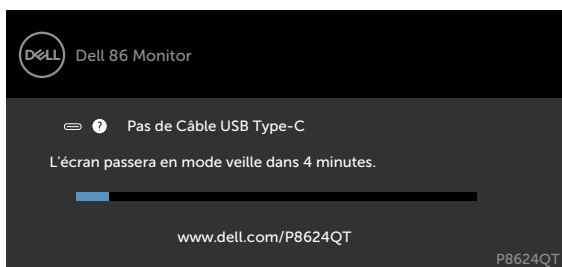 DELL
Dell 86 Monitor
? Pas de Câble USB Type-C
L'écran passera en mode veille dans 4 minutes.
www.dell.com/P8624QT
P8624QT